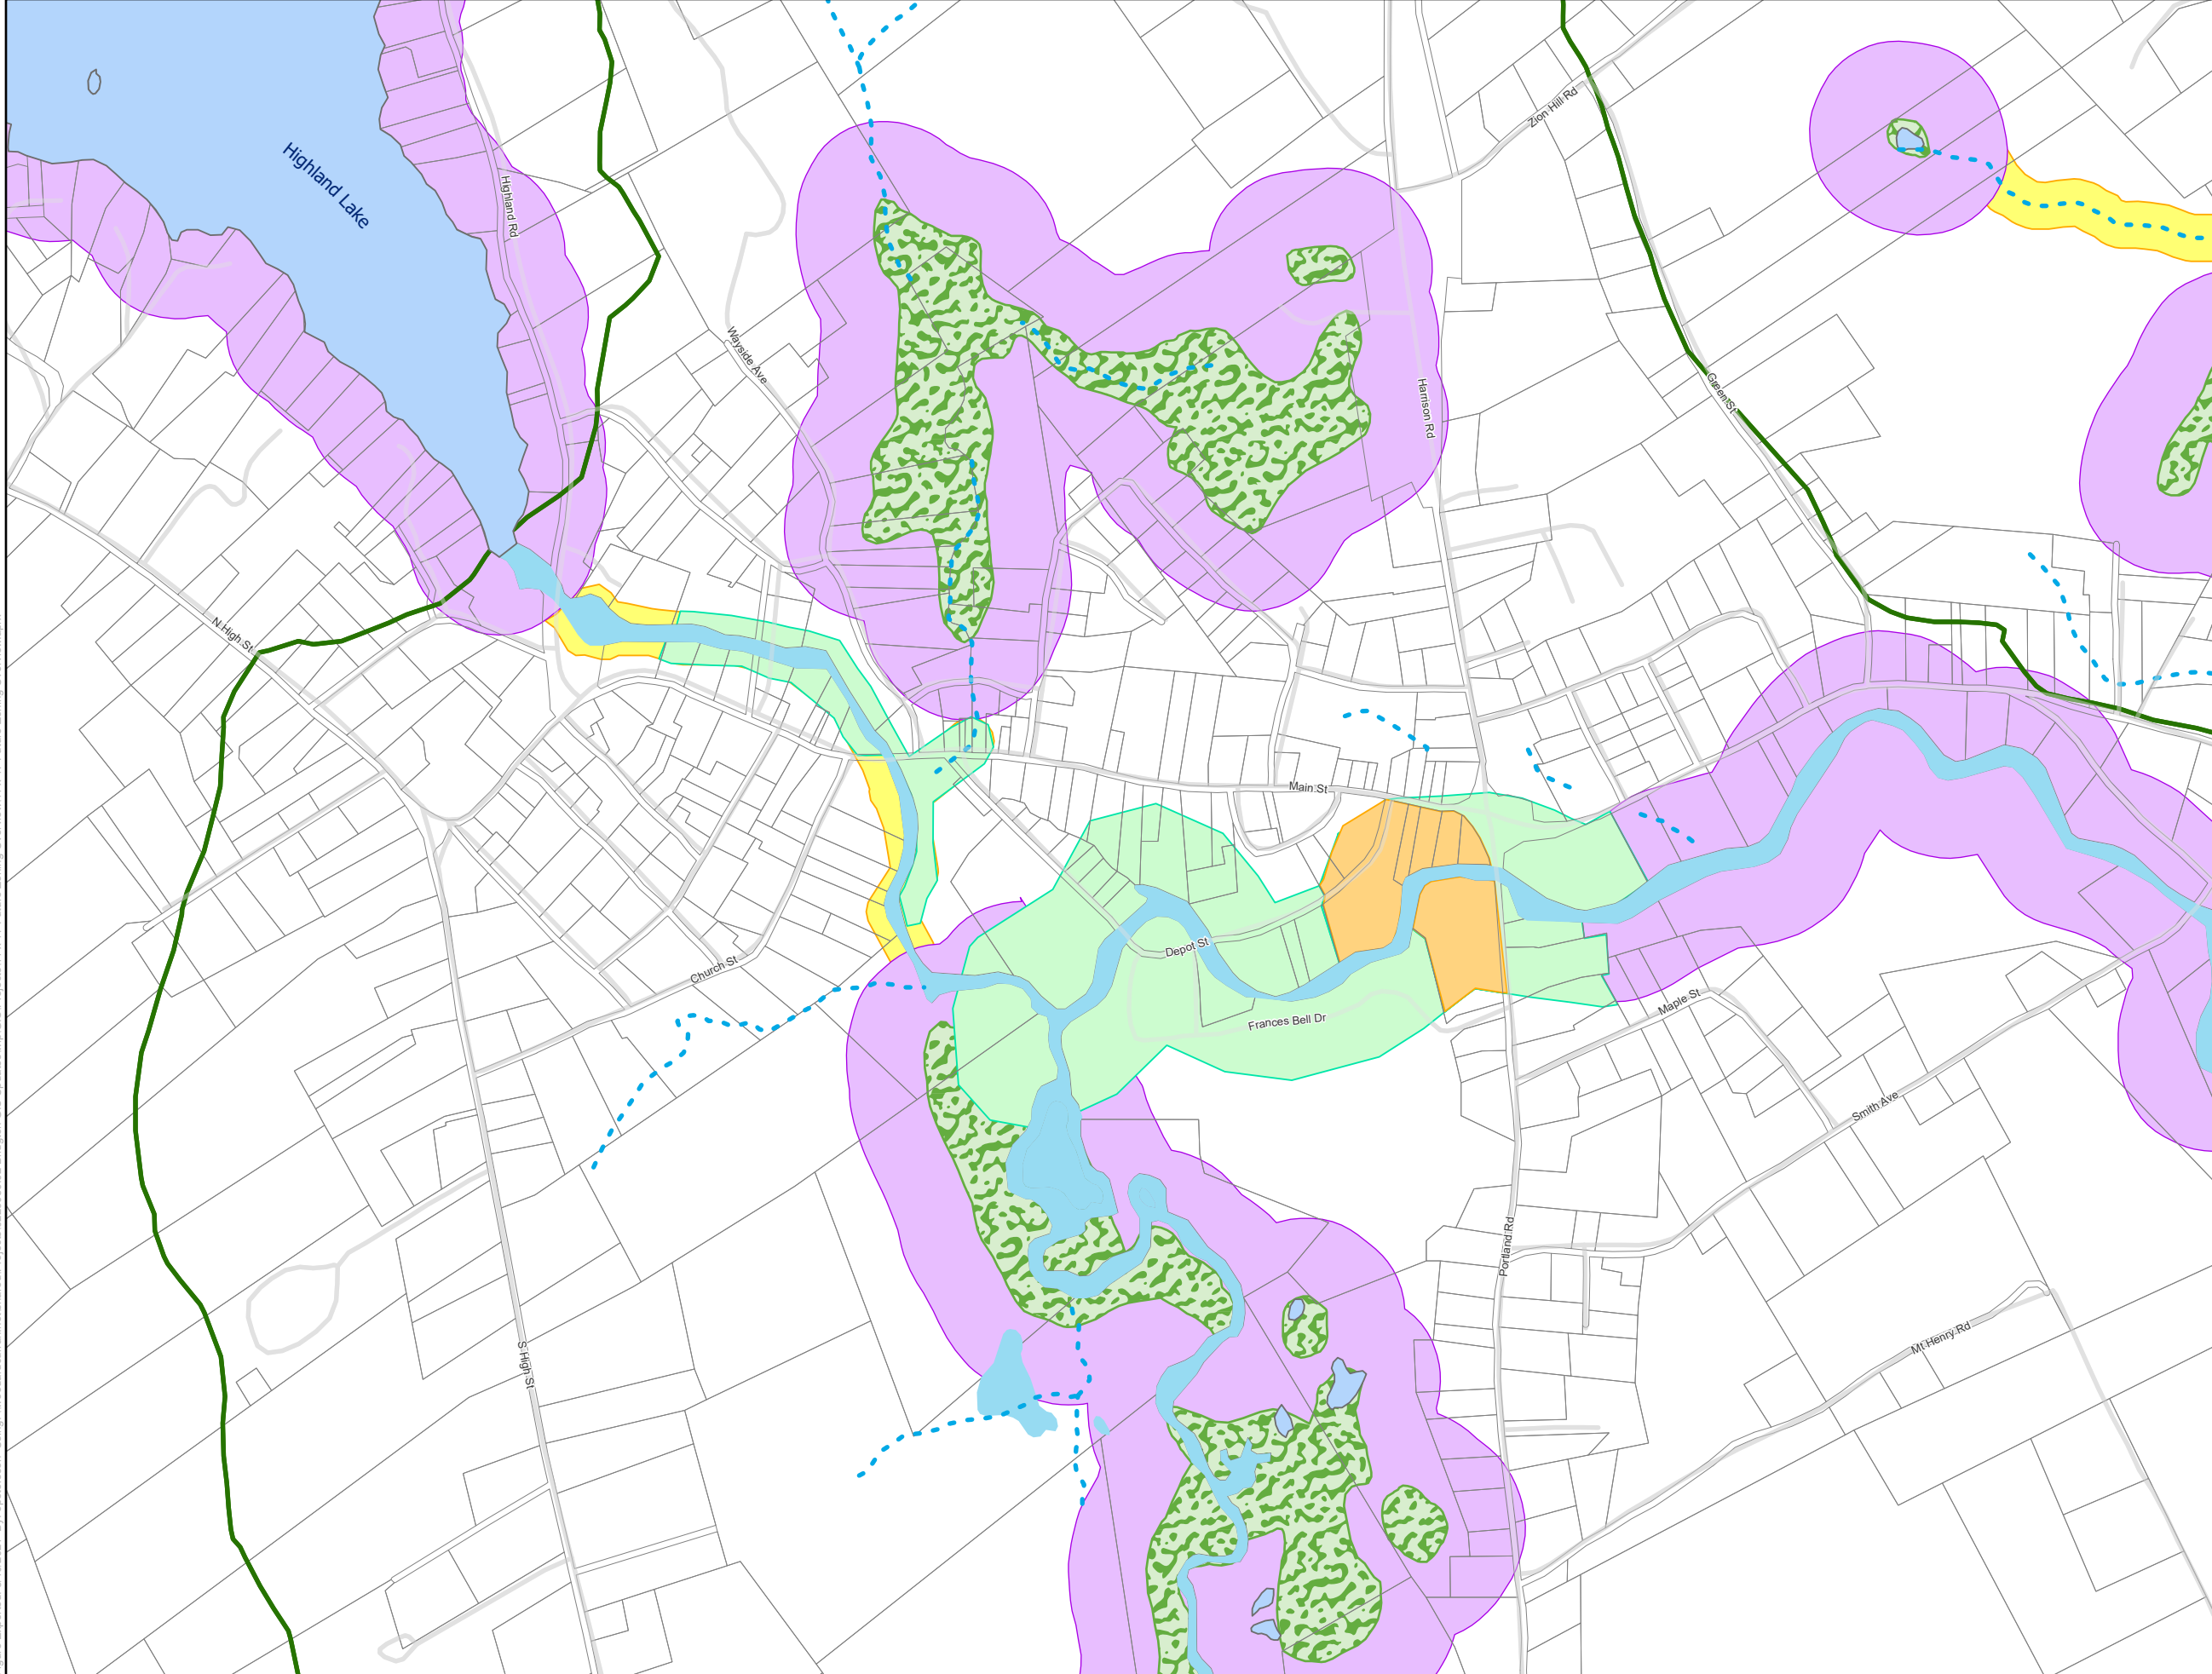 Highland Lake
Highland Rd
Zion Hill Rd
Wayside Ave
Harrison Rd
Green St
N High St
Main St
Depot St
Church St
Frances Bell Dr
Maple St
Smith Ave
Portland Rd
S High St
Mt Henry Rd